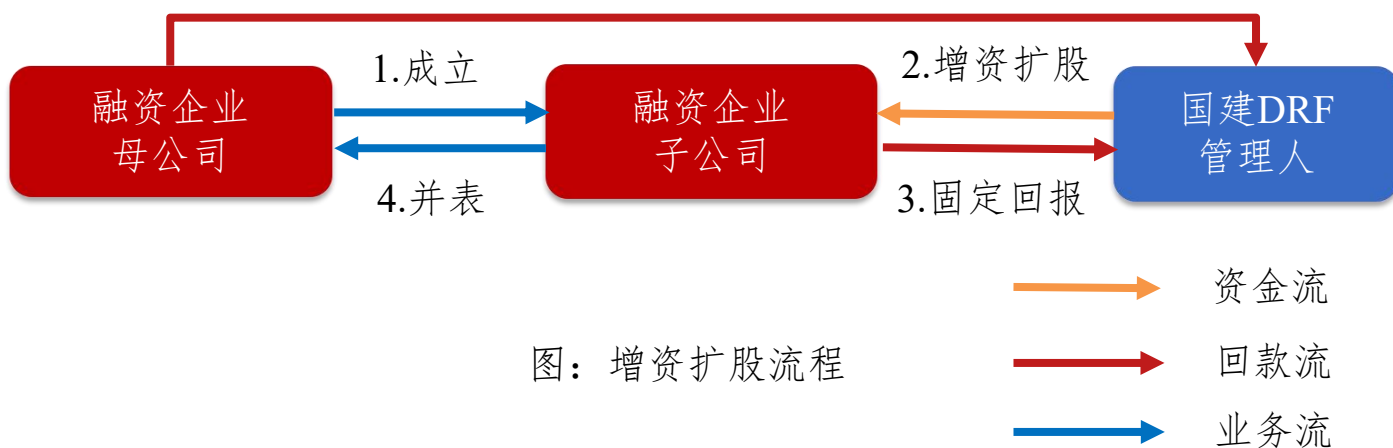 1.成立
2.增资扩股
融资企业
母公司
融资企业
子公司
国建DRF
管理人
4.并表
3.固定回报
资金流
图：增资扩股流程
回款流
业务流